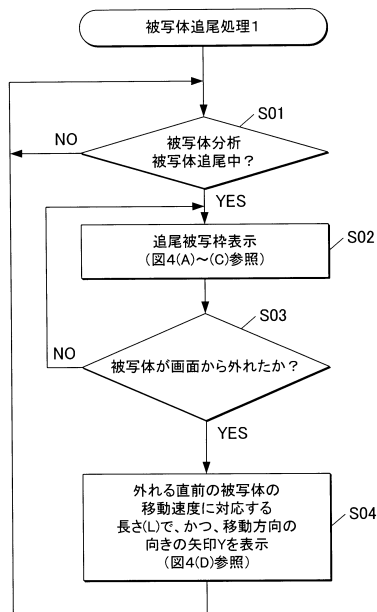 被写体追尾処理1
S01
NO
被写体分析
被写体追尾中?
YES
S02
追尾被写枠表示
(図4(A)~(C)参照)
S03
NO
被写体が画面から外れたか?
YES
外れる直前の被写体の
移動速度に対応する
長さ(L)で、かつ、移動方向の
向きの矢印Yを表示
(図4(D)参照)
S04